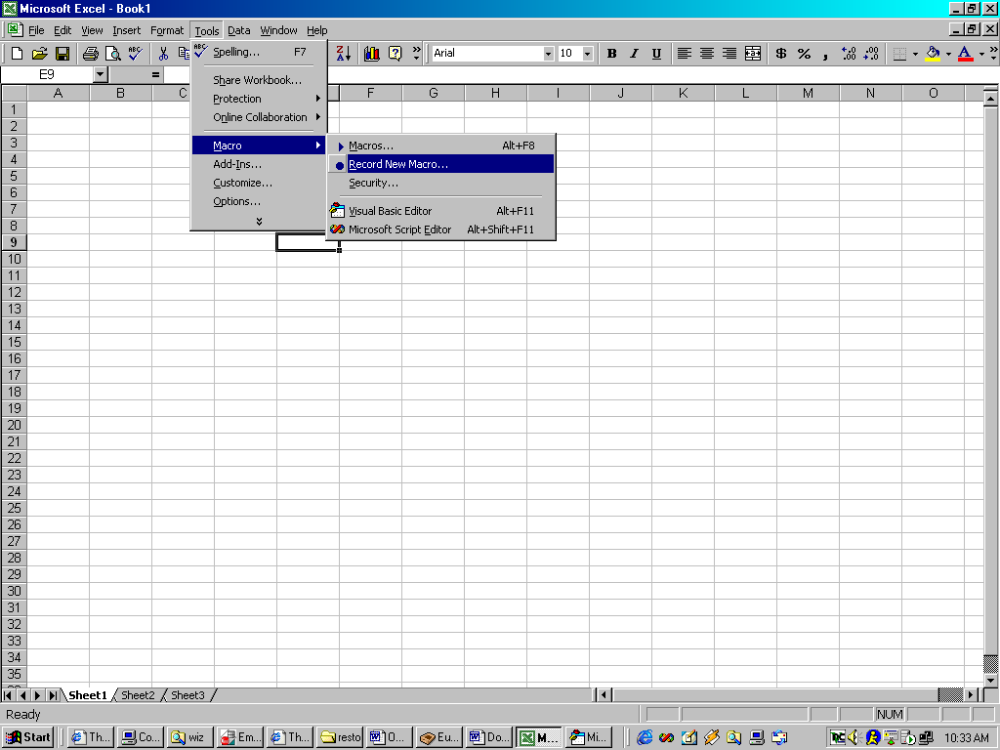 Microsoft Excel - Book1
File Edit View Insert Format Tools Data Window Help
Arial 10 B I U $ % ,
E9 =
A B C F G H I J K L M N O
Spelling... F7
Share Workbook...
Protection
Online Collaboration
Macro
Add-Ins...
Customize...
Options...
Macros... Alt+F8
Record New Macro...
Security...
Visual Basic Editor Alt+F11
Microsoft Script Editor Alt+Shift+F11
1
2
3
4
5
6
7
8
9
10
11
12
13
14
15
16
17
18
19
20
21
22
23
24
25
26
27
28
29
30
31
32
33
34
35
Sheet1 Sheet2 Sheet3
Ready NUM
Start Th... Co... wiz Em... Th... resto O... Eu... Do... M... Mi... 10:33 AM